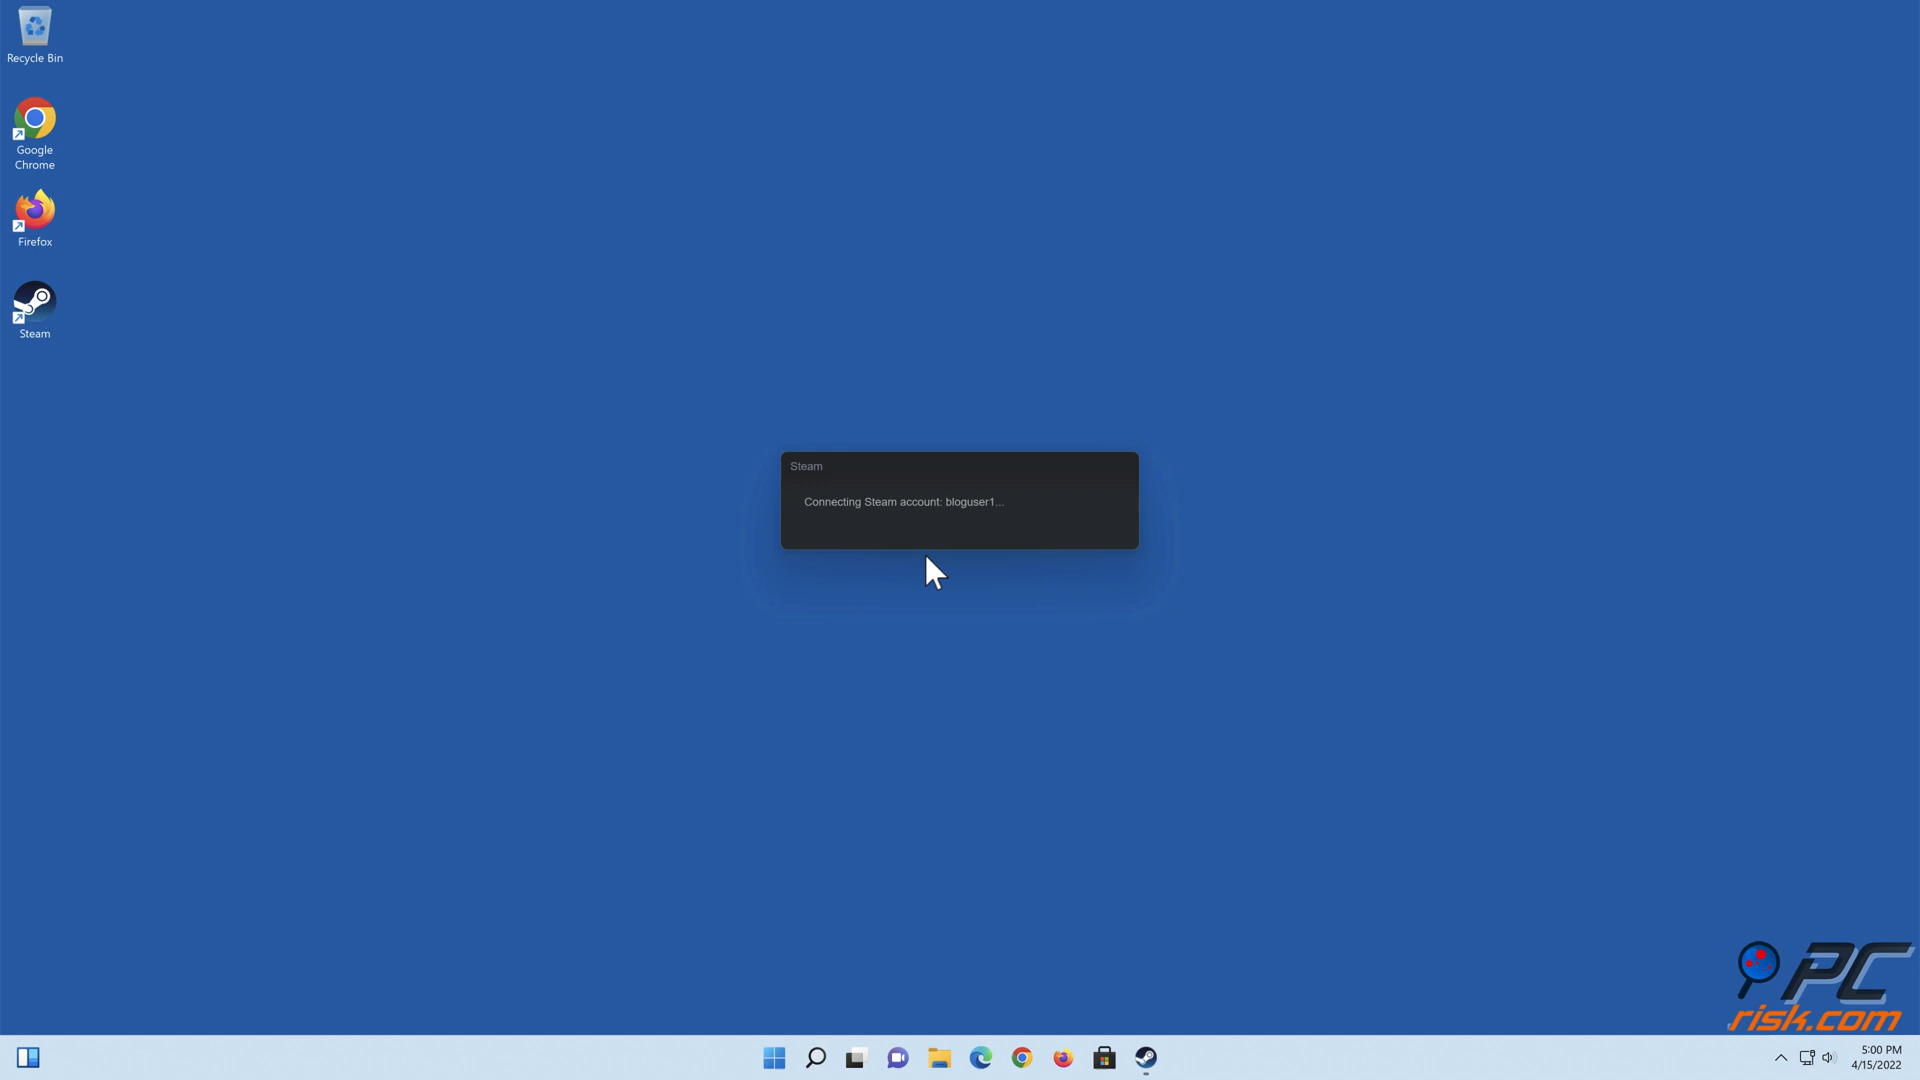 Recycle Bin
Google
Chrome
Firefox
Steam
Steam
Connecting Steam account: bloguser1...
PC
risk.com
5:00 PM
4/15/2022